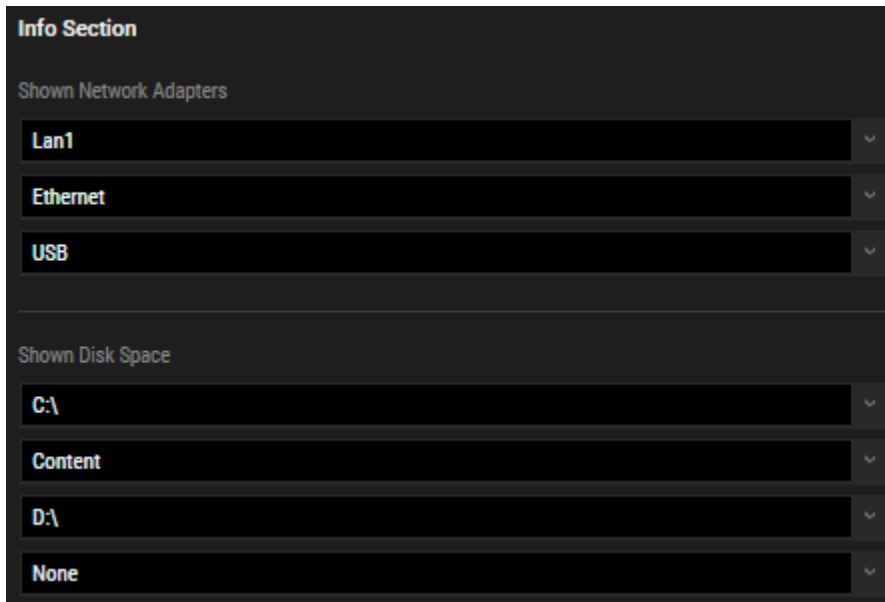 Info Section
Shown Network Adapters
Lan1
Ethernet
USB
Shown Disk Space
C:\
Content
D:\
None